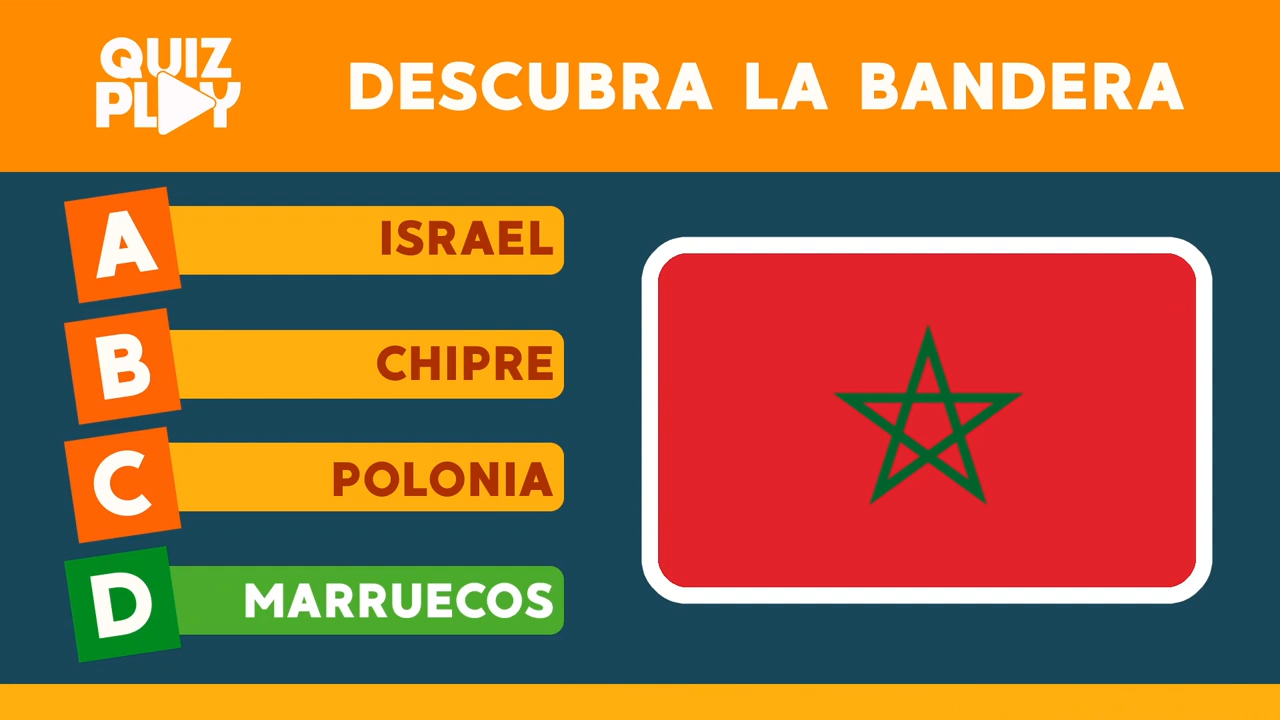 QUIZ
PLAY
DESCUBRA LA BANDERA
A
ISRAEL
B
CHIPRE
C
POLONIA
D
MARRUECOS